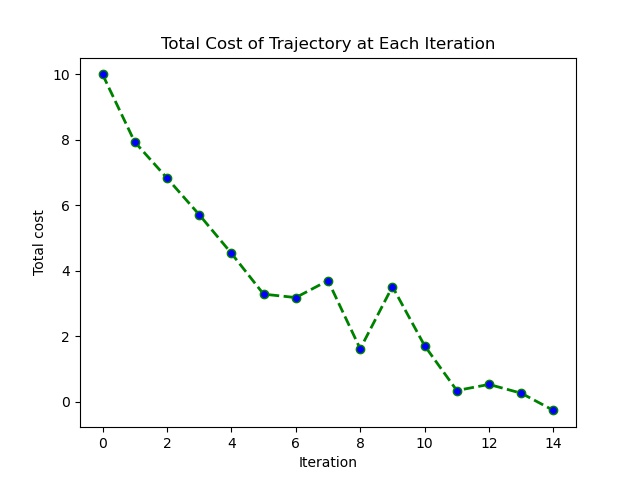 Total Cost of Trajectory at Each Iteration
10
8
6
4
2
0
Total cost
0 2 4 6 8 10 12 14
Iteration